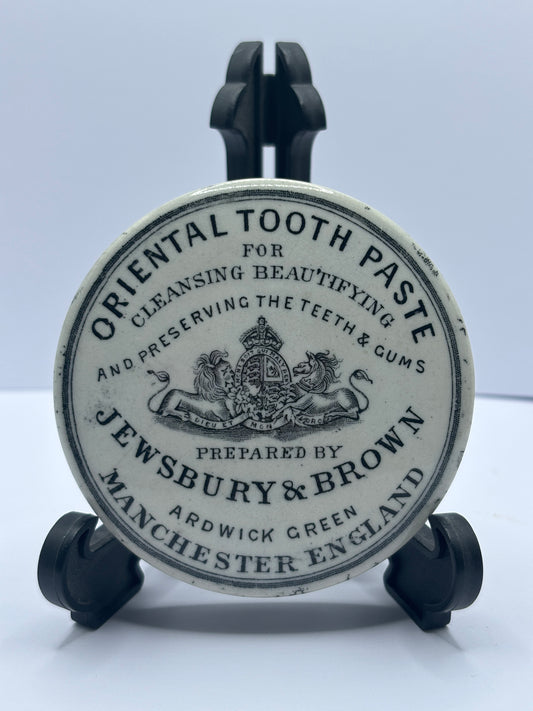 ORIENTAL TOOTH PASTE
FOR
CLEANSING BEAUTIFYING
AND PRESERVING THE TEETH & GUMS
DIEU ET MON DROIT
PREPARED BY
JEWSBURY & BROWN
ARDWICK GREEN
MANCHESTER ENGLAND